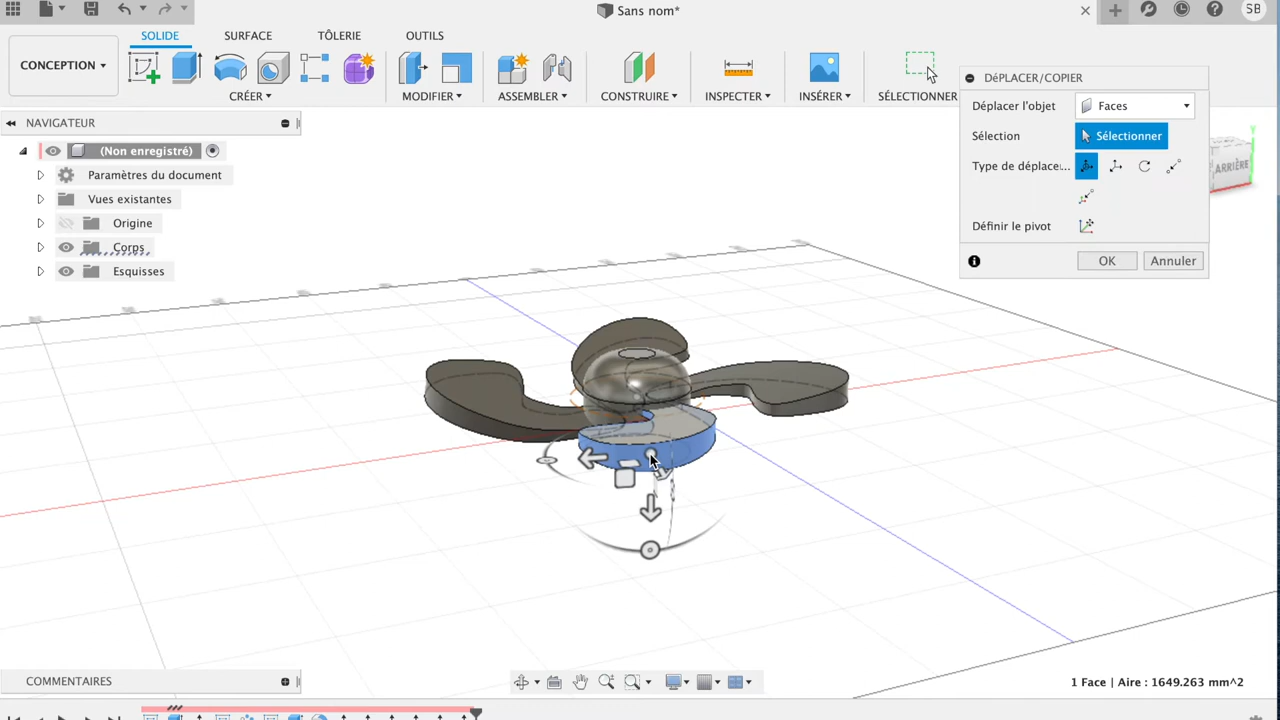 Sans nom*
SB
SOLIDE SURFACE TÔLERIE OUTILS
CONCEPTION
CRÉER MODIFIER ASSEMBLER CONSTRUIRE INSPECTER INSÉRER SÉLECTIONNER
DéPLACER/COPIER
Déplacer l'objet Faces
Sélection Sélectionner
Type de déplace...
Définir le pivot
OK Annuler
ARRIÈRE
NAVIGATEUR
(Non enregistré)
Paramètres du document
Vues existantes
Origine
Corps
Esquisses
COMMENTAIRES
1 Face | Aire : 1649.263 mm^2